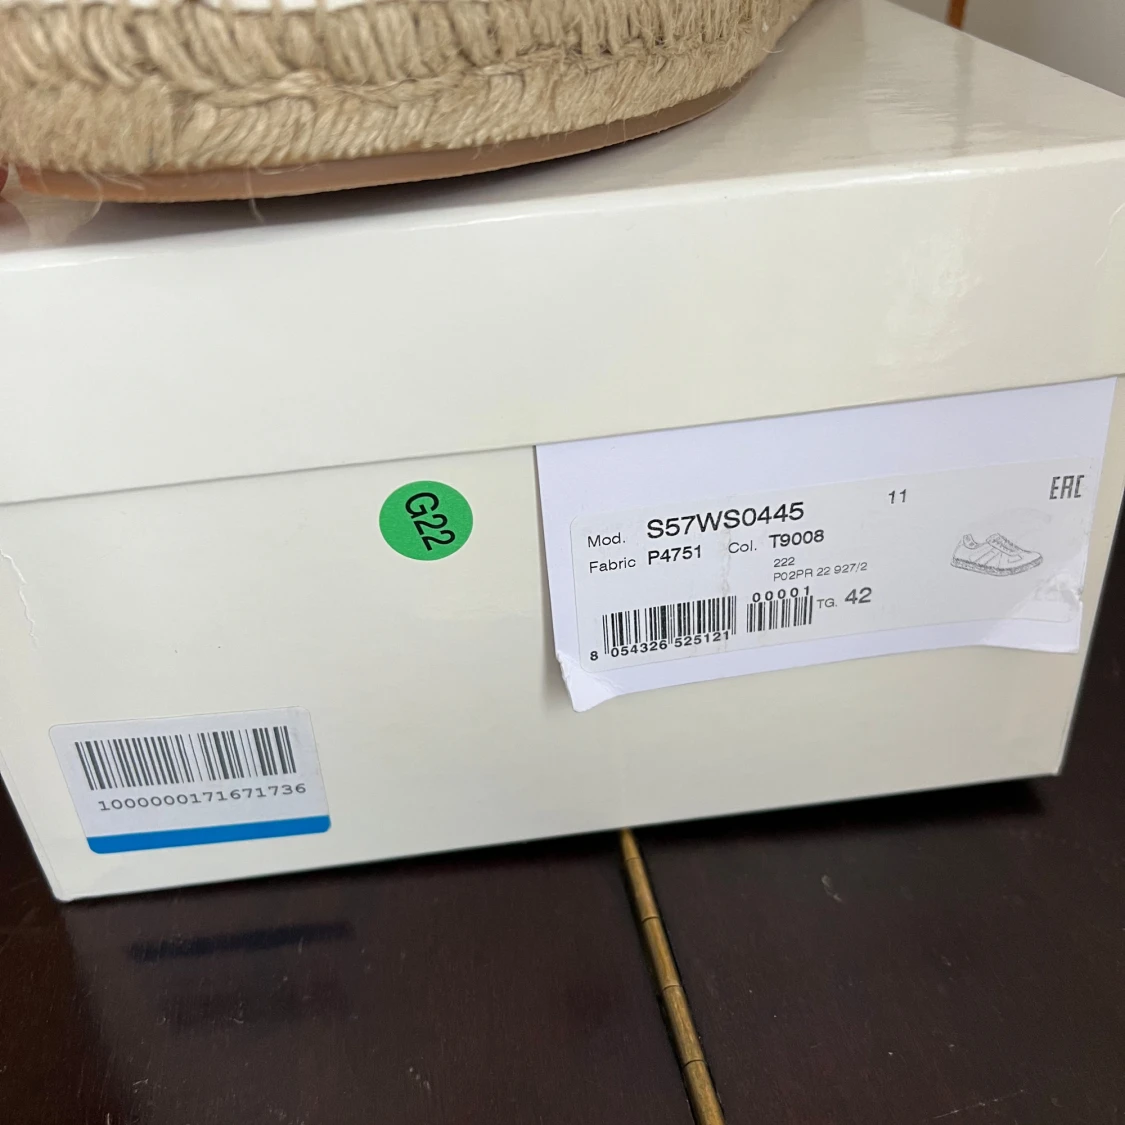 G22
11
EAC
Mod. S57WS0445
Fabric P4751 Col. T9008
222
P02PR 22 927/2
00001
TG. 42
8 054326 525121
1000000171671736